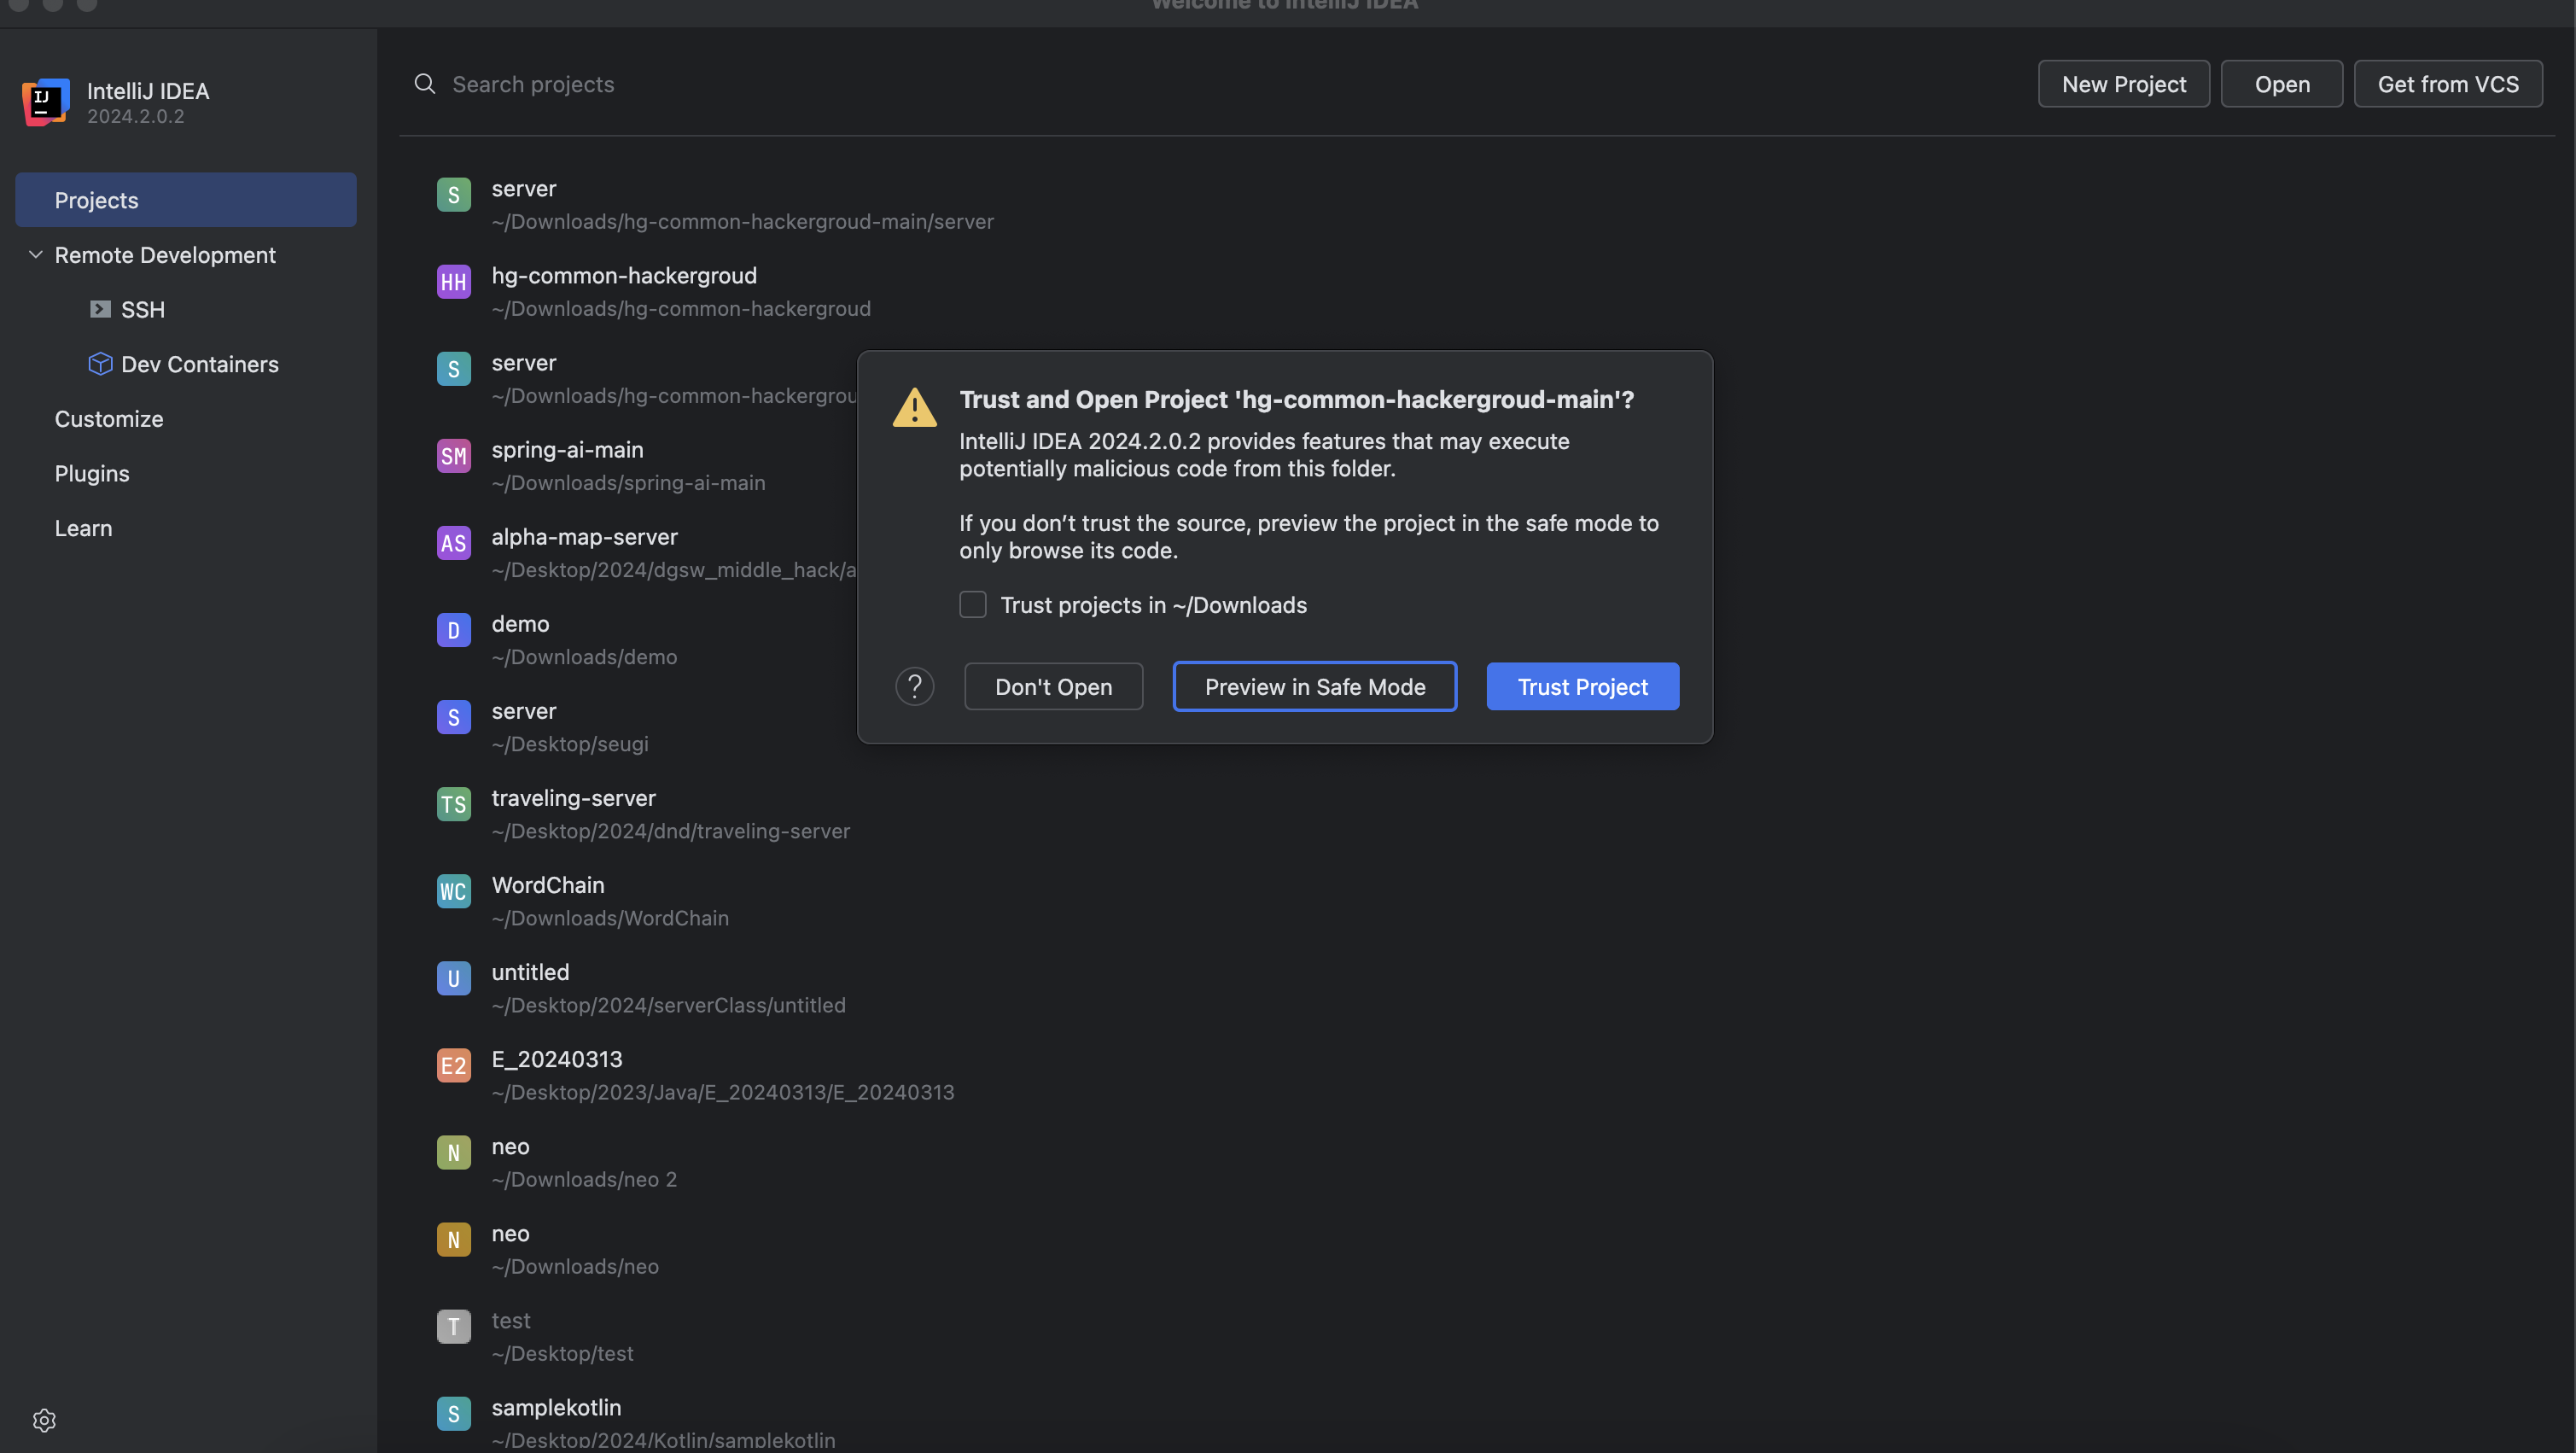 Welcome to IntelliJ IDEA
IJ
IntelliJ IDEA
2024.2.0.2
Projects
Remote Development
SSH
Dev Containers
Customize
Plugins
Learn
Search projects
New Project
Open
Get from VCS
S
server
~/Downloads/hg-common-hackergroud-main/server
HH
hg-common-hackergroud
~/Downloads/hg-common-hackergroud
S
server
~/Downloads/hg-common-hackergrou
SM
spring-ai-main
~/Downloads/spring-ai-main
AS
alpha-map-server
~/Desktop/2024/dgsw_middle_hack/a
D
demo
~/Downloads/demo
S
server
~/Desktop/seugi
TS
traveling-server
~/Desktop/2024/dnd/traveling-server
WC
WordChain
~/Downloads/WordChain
U
untitled
~/Desktop/2024/serverClass/untitled
E2
E_20240313
~/Desktop/2023/Java/E_20240313/E_20240313
N
neo
~/Downloads/neo 2
N
neo
~/Downloads/neo
T
test
~/Desktop/test
S
samplekotlin
~/Desktop/2024/Kotlin/samplekotlin
Trust and Open Project 'hg-common-hackergroud-main'?
IntelliJ IDEA 2024.2.0.2 provides features that may execute
potentially malicious code from this folder.
If you don’t trust the source, preview the project in the safe mode to
only browse its code.
Trust projects in ~/Downloads
?
Don't Open
Preview in Safe Mode
Trust Project